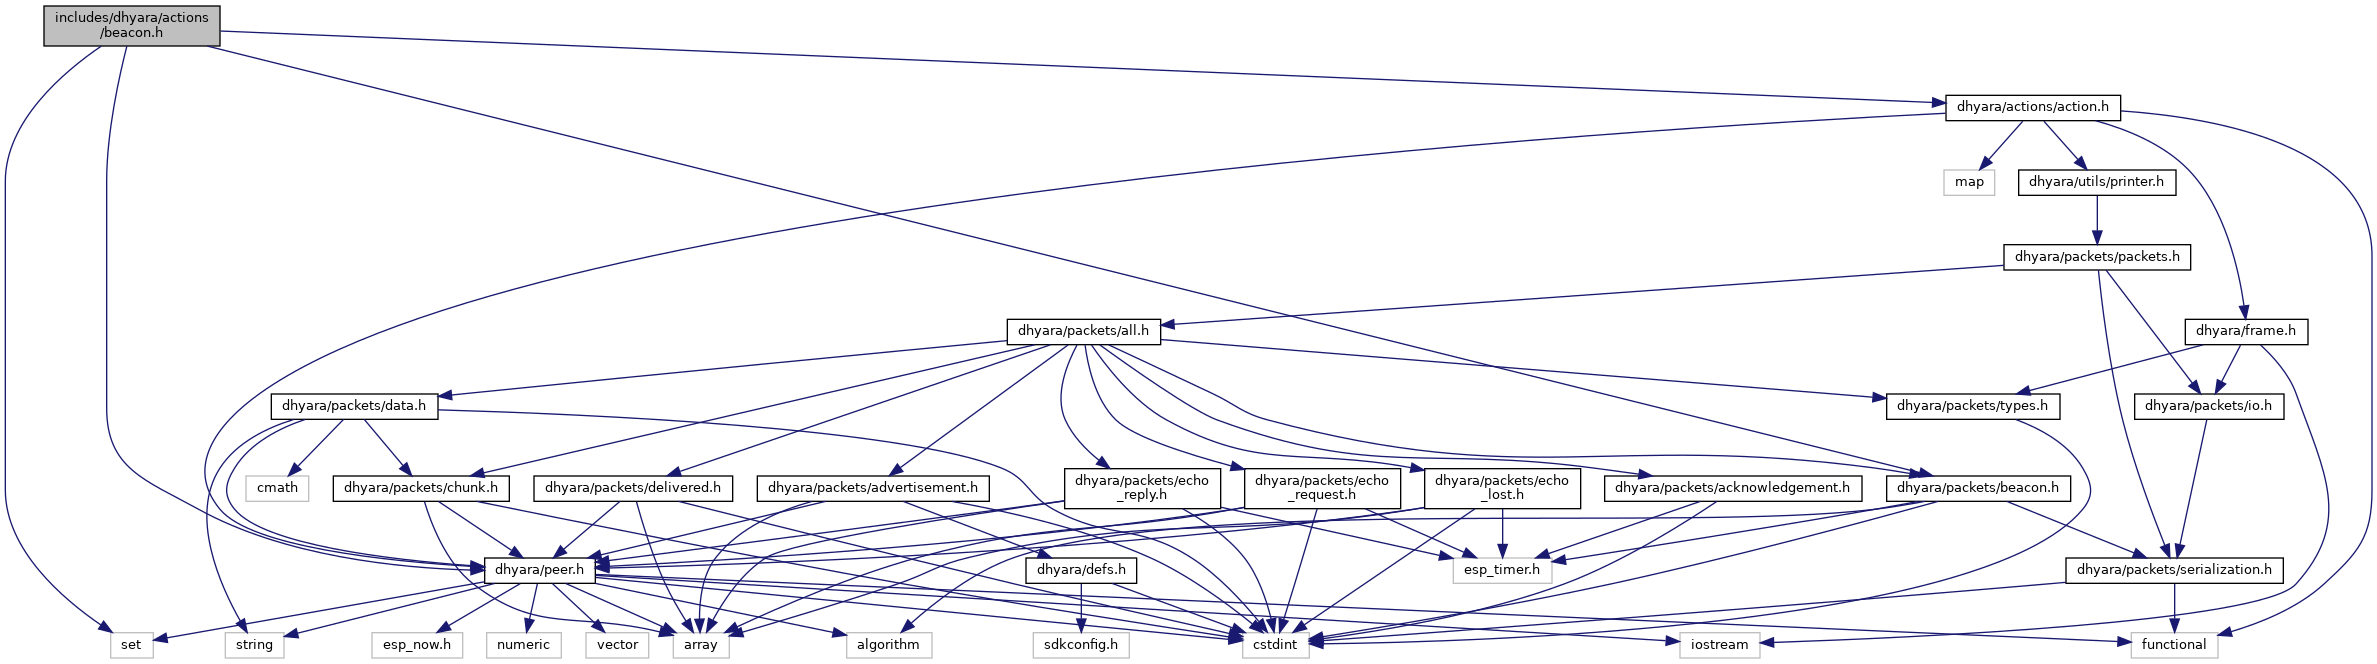 includes/dhyara/actions
/beacon.h
dhyara/actions/action.h
map
dhyara/utils/printer.h
dhyara/packets/packets.h
dhyara/packets/all.h
dhyara/frame.h
dhyara/packets/data.h
dhyara/packets/types.h
dhyara/packets/io.h
cmath
dhyara/packets/chunk.h
dhyara/packets/delivered.h
dhyara/packets/advertisement.h
dhyara/packets/echo
_reply.h
dhyara/packets/echo
_request.h
dhyara/packets/echo
_lost.h
dhyara/packets/acknowledgement.h
dhyara/packets/beacon.h
dhyara/peer.h
dhyara/defs.h
esp_timer.h
dhyara/packets/serialization.h
set
string
esp_now.h
numeric
vector
array
algorithm
sdkconfig.h
cstdint
iostream
functional